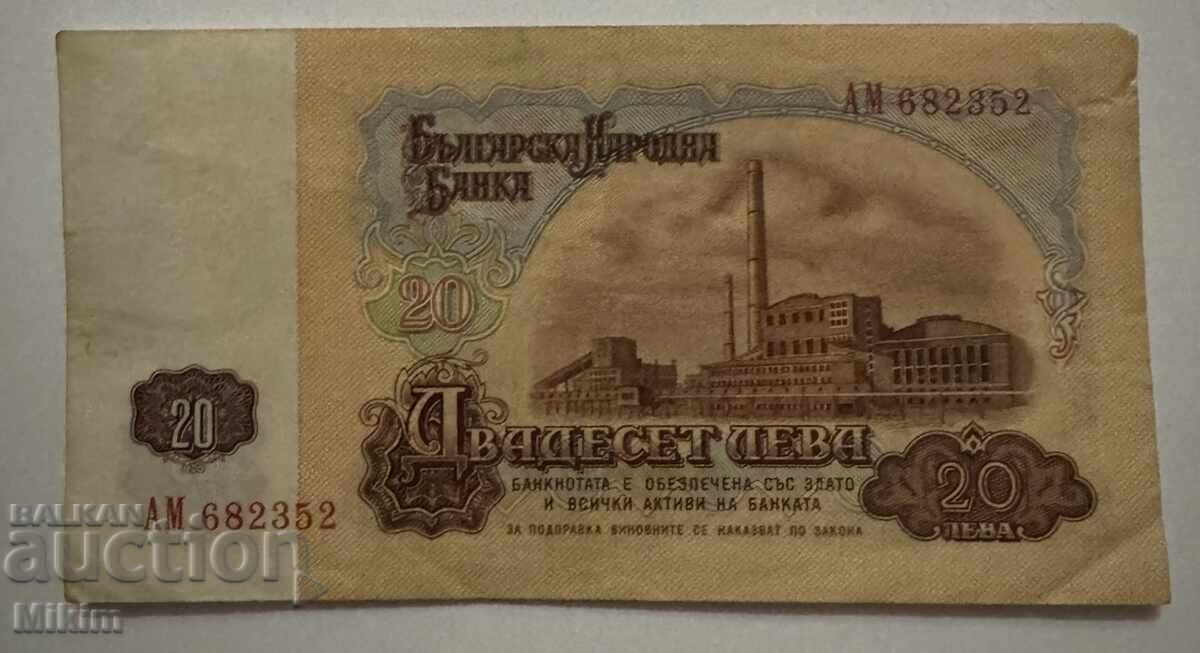 АМ 682352
Българска Народна
Банка
20
20
Двадесет лева
банкнотата е обезпечена със злато
и всички активи на банката
за подправка виновните се наказват по закона
20
лева
АМ 682352
BALKAN
auction
Mikim